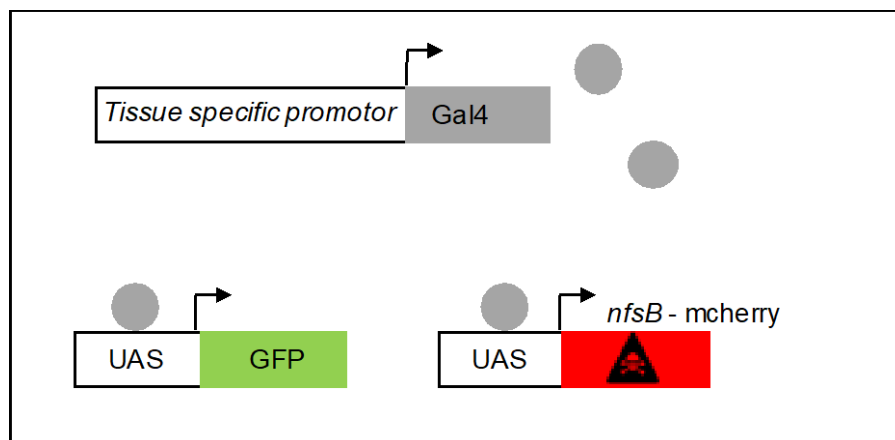 Tissue specific promotor Gal4
nfsB - mcherry
UAS GFP UAS